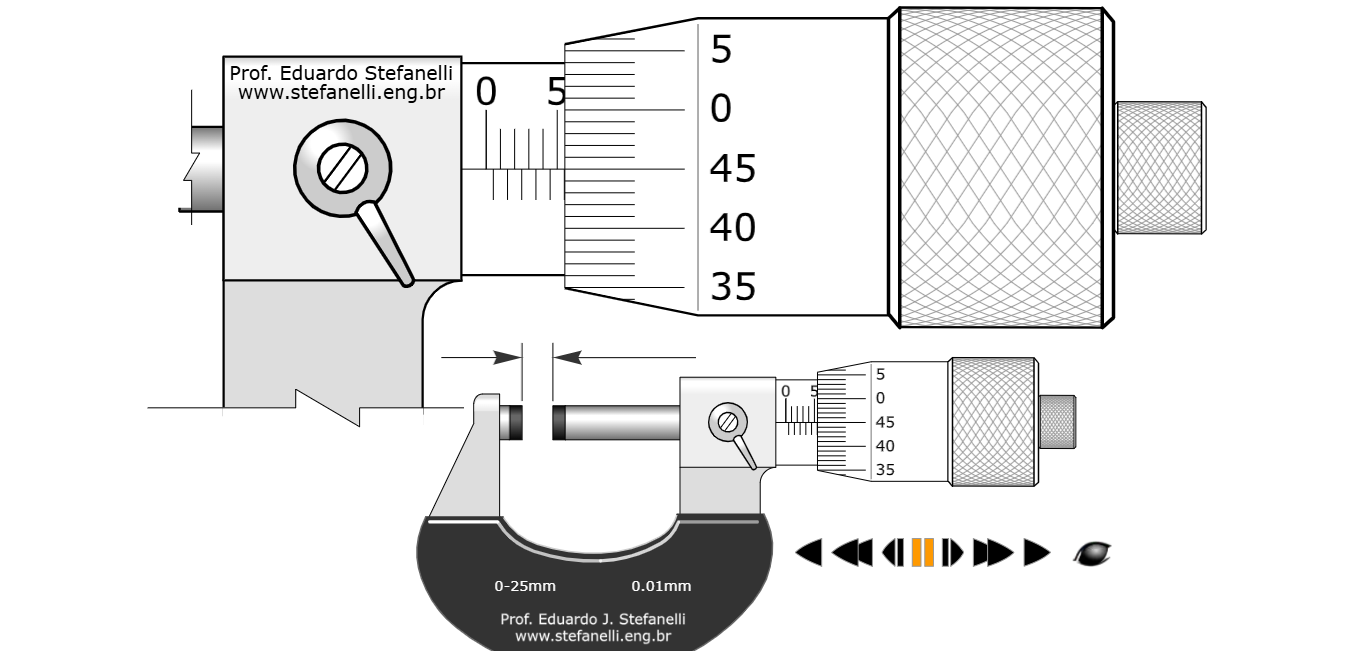 Prof. Eduardo Stefanelli
www.stefanelli.eng.br
0 5
5
0
45
40
35
0 5
5
0
45
40
35
0-25mm 0.01mm
Prof. Eduardo J. Stefanelli
www.stefanelli.eng.br